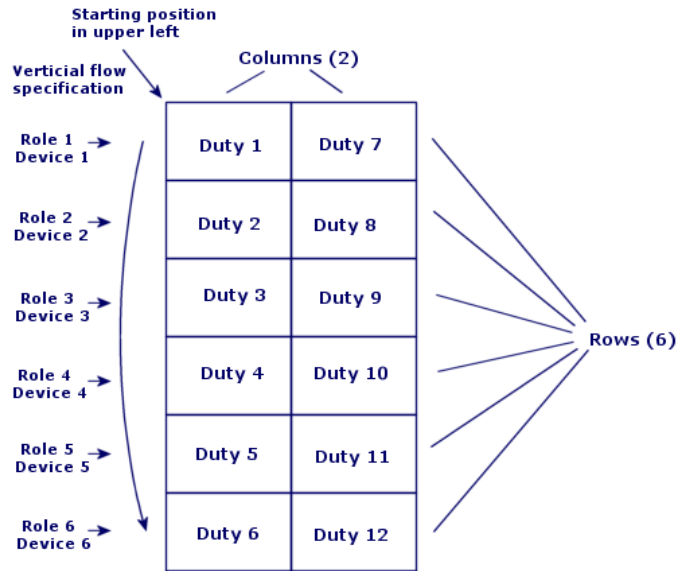 Starting position
in upper left
Columns (2)
Verticial flow
specification
Role 1
Device 1
Duty 1
Duty 7
Role 2
Device 2
Duty 2
Duty 8
Role 3
Device 3
Duty 3
Duty 9
Rows (6)
Role 4
Device 4
Duty 4
Duty 10
Role 5
Device 5
Duty 5
Duty 11
Role 6
Device 6
Duty 6
Duty 12